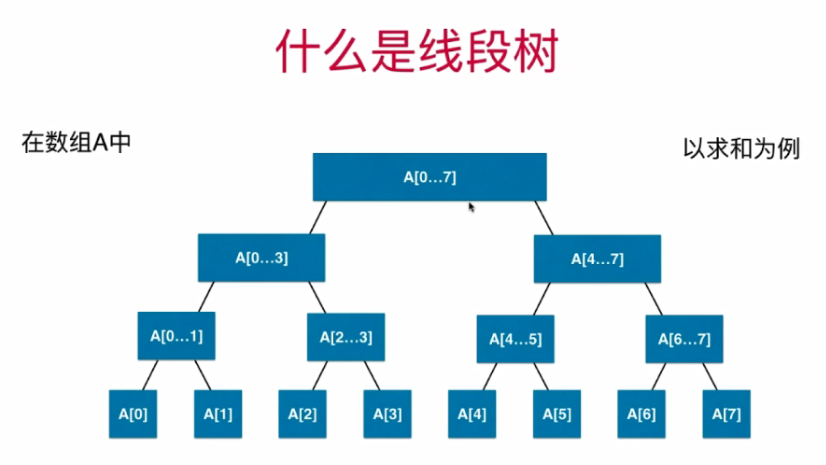 什么是线段树
在数组A中
以求和为例
A[0…7]
A[0…3]
A[4…7]
A[0…1]
A[2…3]
A[4…5]
A[6…7]
A[0]
A[1]
A[2]
A[3]
A[4]
A[5]
A[6]
A[7]